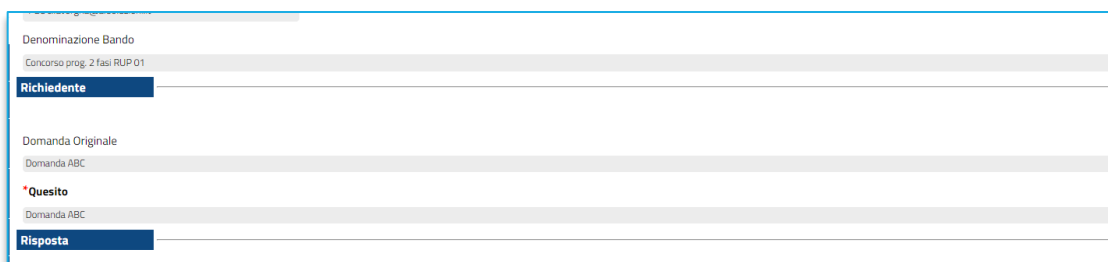 Denominazione Bando
Concorso prog. 2 fasi RUP 01
Richiedente
Domanda Originale
Domanda ABC
*Quesito
Domanda ABC
Risposta